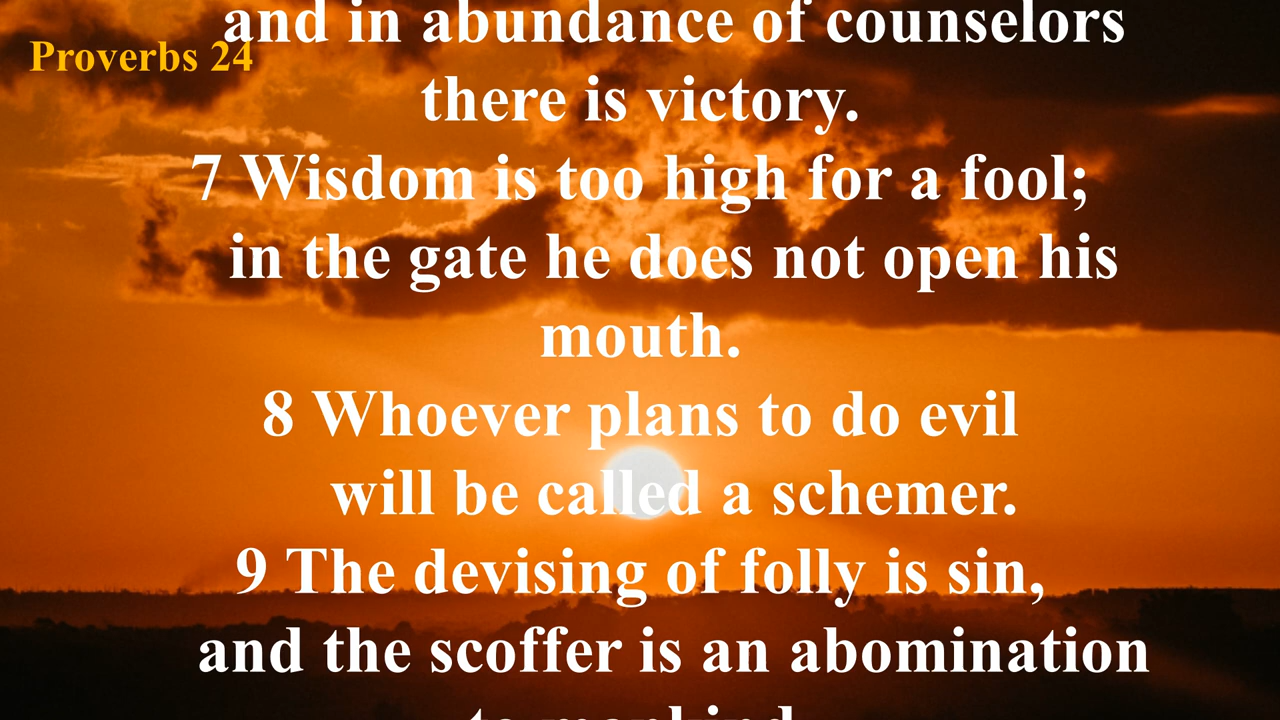 and in abundance of counselors
Proverbs 24
there is victory.
7 Wisdom is too high for a fool;
in the gate he does not open his
mouth.
8 Whoever plans to do evil
will be called a schemer.
9 The devising of folly is sin,
and the scoffer is an abomination
to mankind.